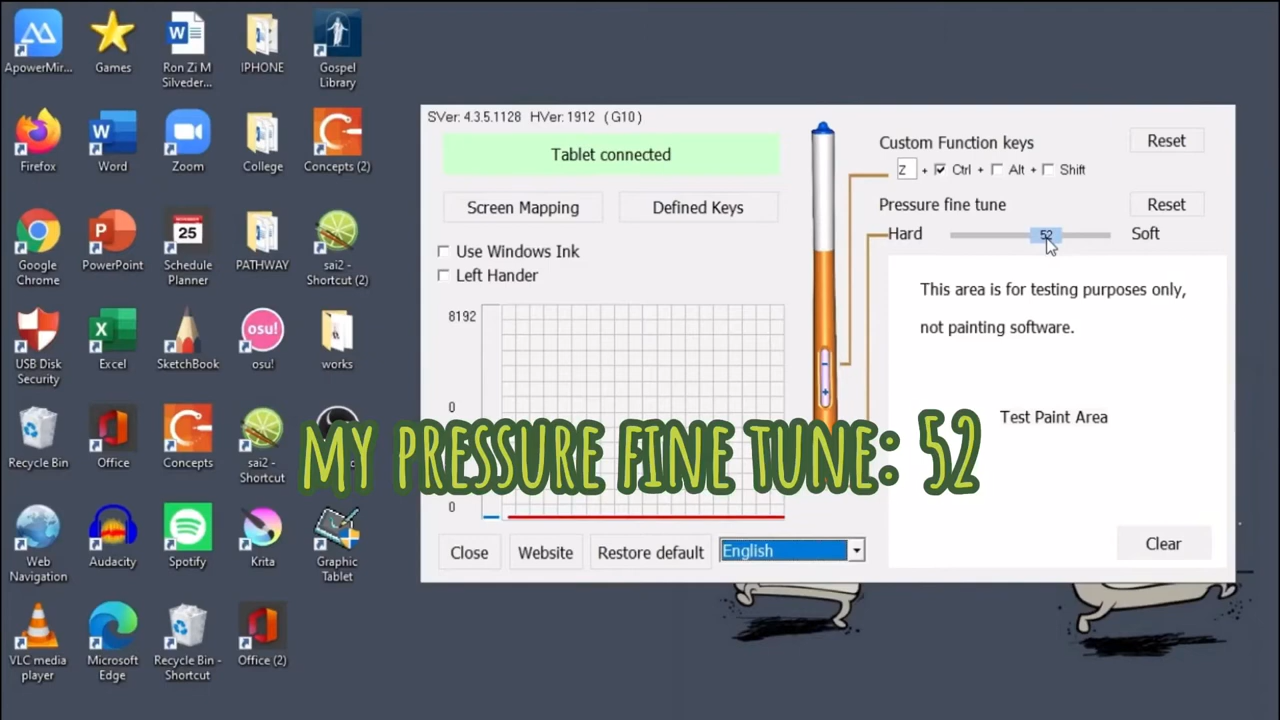 ApowerMir...
Games
Ron Zi M
Silvedere...
IPHONE
Gospel
Library
Firefox
Word
Zoom
College
Concepts (2)
Google
Chrome
PowerPoint
NOVEMBER
25
Schedule
Planner
PATHWAY
sai2 -
Shortcut (2)
USB Disk
Security
Excel
SketchBook
osu!
osu!
works
Recycle Bin
Office
Concepts
sai2 -
Shortcut
Web
Navigation
Audacity
Spotify
Krita
Graphic
Tablet
VLC media
player
Microsoft
Edge
Recycle Bin -
Shortcut
Office (2)
SVer: 4.3.5.1128 HVer: 1912 ( G10 )
Tablet connected
Screen Mapping
Defined Keys
Use Windows Ink
Left Hander
8192
0
0
Close
Website
Restore default
English
Custom Function keys
Reset
Z + Ctrl + Alt + Shift
Pressure fine tune
Reset
Hard
52
Soft
This area is for testing purposes only,
not painting software.
Test Paint Area
Clear
MY PRESSURE FINE TUNE: 52